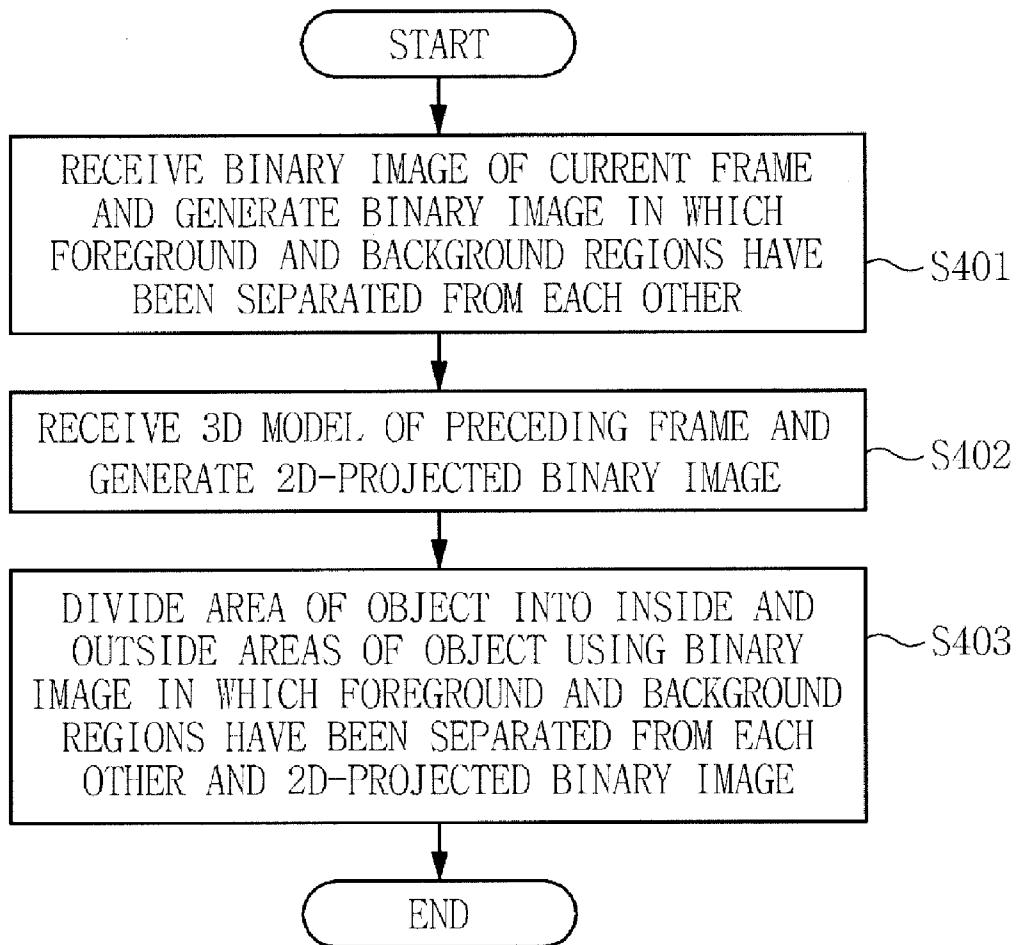 START
RECEIVE BINARY IMAGE OF CURRENT FRAME
AND GENERATE BINARY IMAGE IN WHICH
FOREGROUND AND BACKGROUND REGIONS HAVE
BEEN SEPARATED FROM EACH OTHER
S401
RECEIVE 3D MODEL OF PRECEDING FRAME AND
GENERATE 2D-PROJECTED BINARY IMAGE
S402
DIVIDE AREA OF OBJECT INTO INSIDE AND
OUTSIDE AREAS OF OBJECT USING BINARY
IMAGE IN WHICH FOREGROUND AND BACKGROUND
REGIONS HAVE BEEN SEPARATED FROM EACH
OTHER AND 2D-PROJECTED BINARY IMAGE
S403
END